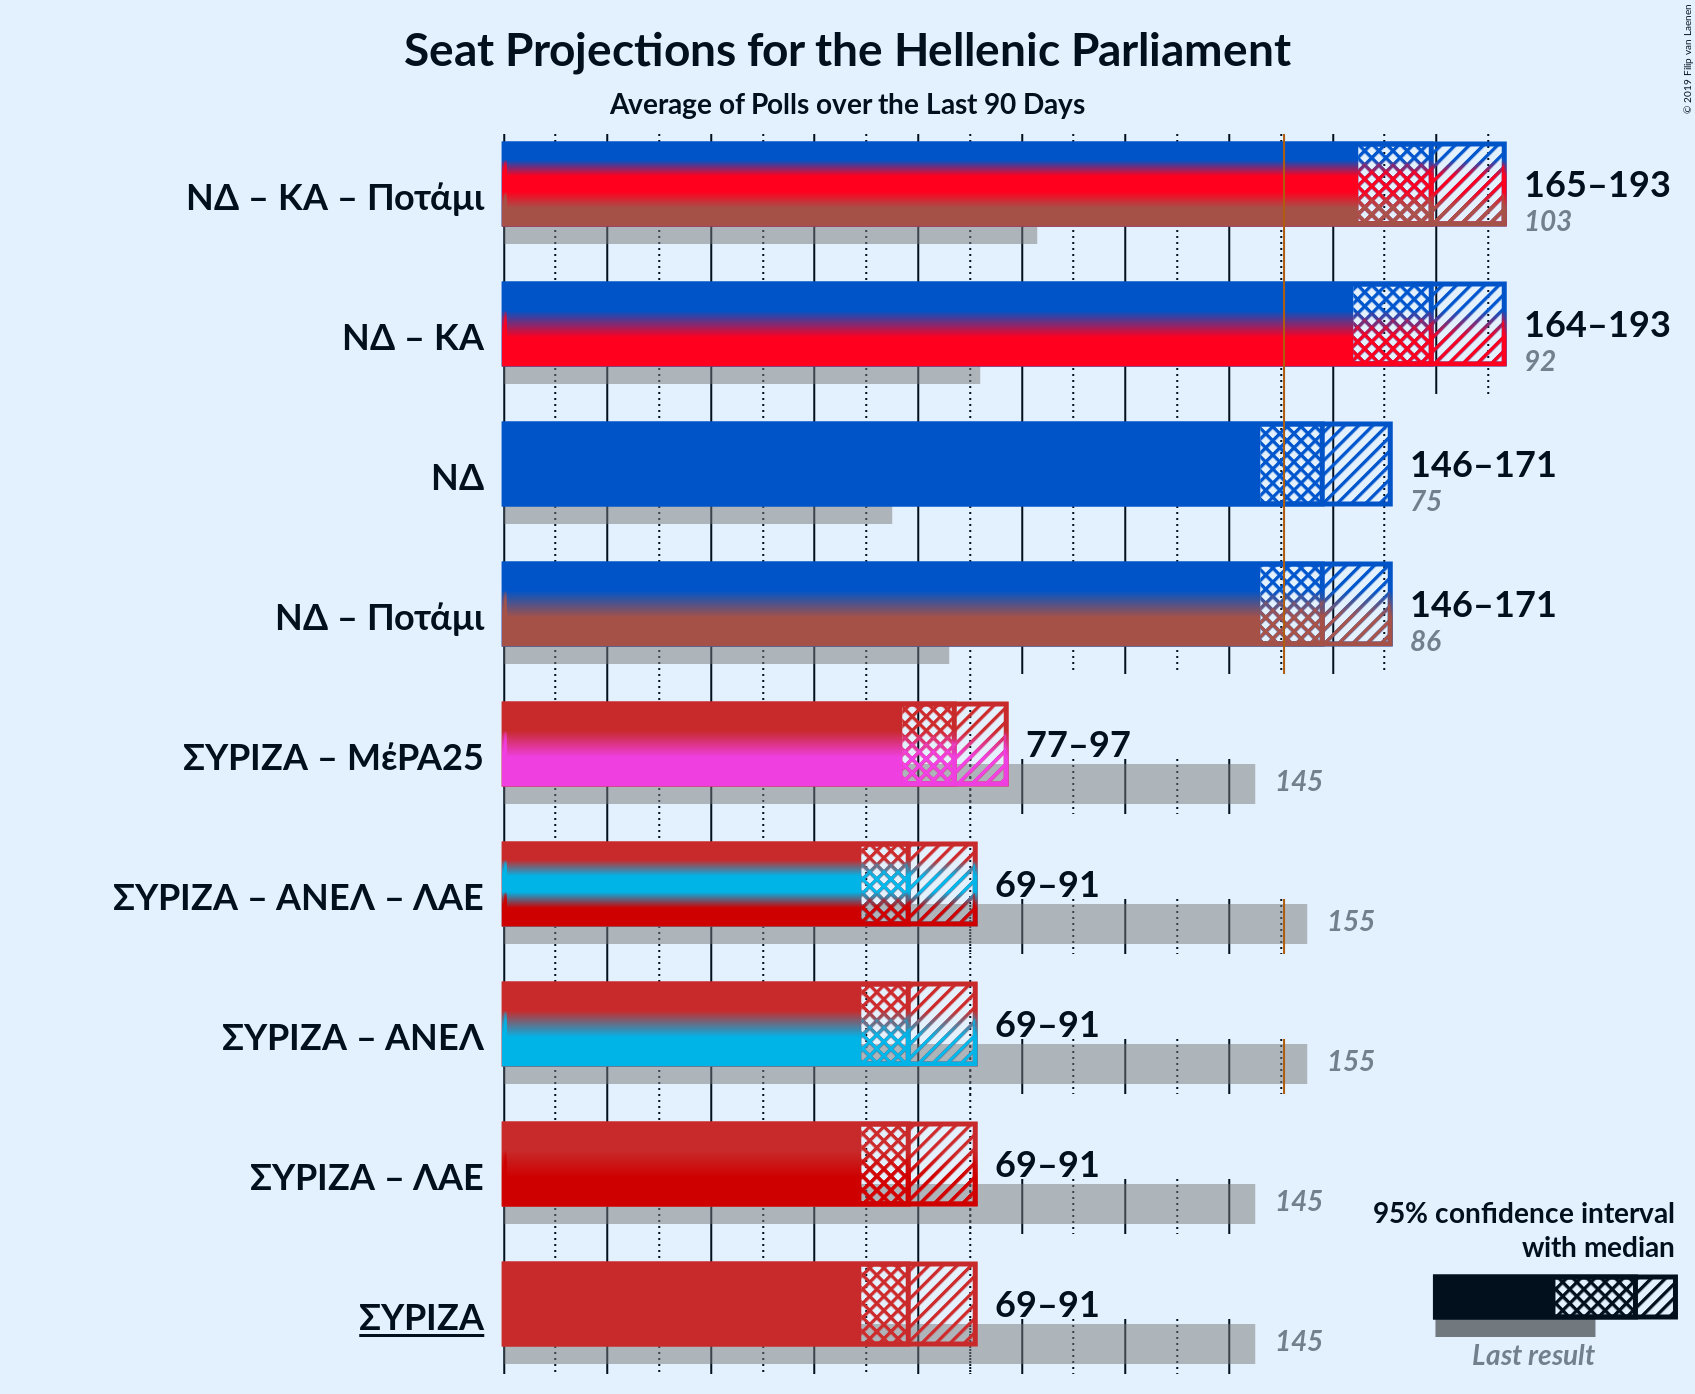 Seat Projections for the Hellenic Parliament
Average of Polls over the Last 90 Days
© 2019 Filip van Laenen
ΝΔ – ΚΑ – Ποτάμι
165–193
103
ΝΔ – ΚΑ
164–193
92
ΝΔ
146–171
75
ΝΔ – Ποτάμι
146–171
86
ΣΥΡΙΖΑ – ΜέΡΑ25
77–97
145
ΣΥΡΙΖΑ – ΑΝΕΛ – ΛΑΕ
69–91
155
ΣΥΡΙΖΑ – ΑΝΕΛ
69–91
155
ΣΥΡΙΖΑ – ΛΑΕ
69–91
145
ΣΥΡΙΖΑ
69–91
145
95% confidence interval
with median
Last result